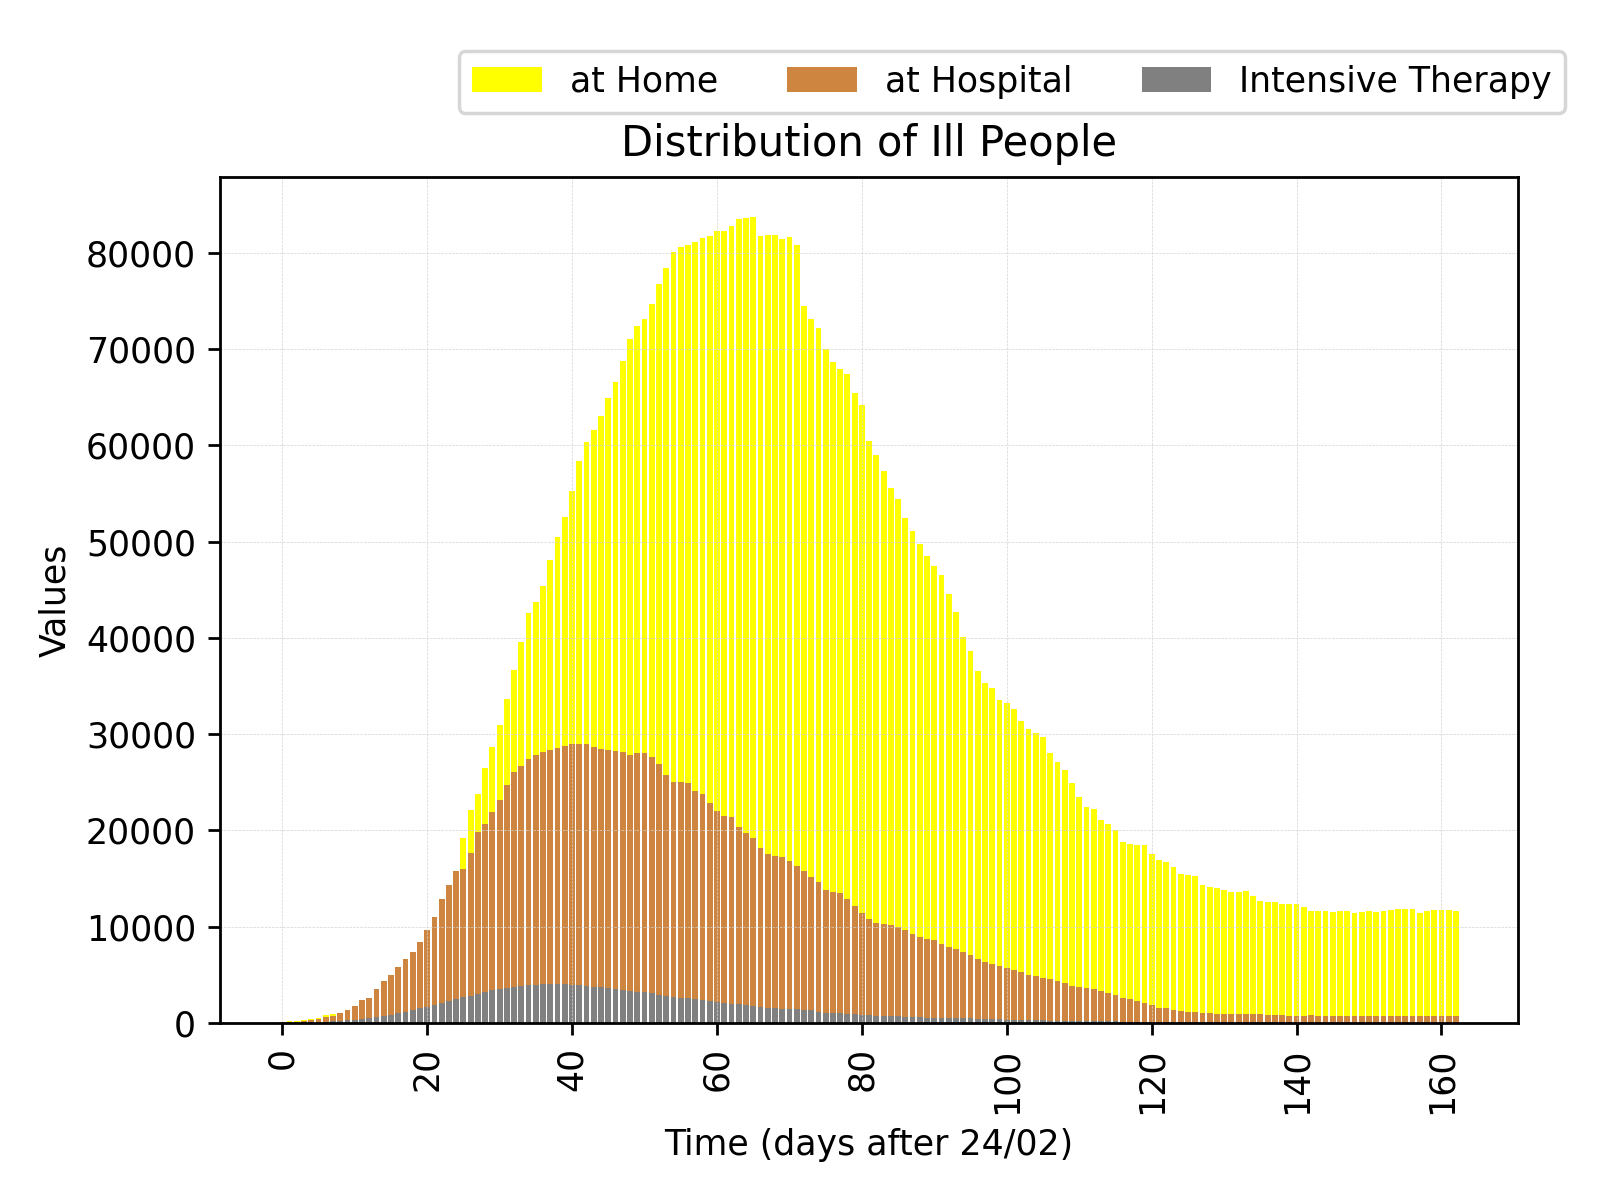 at Home at Hospital Intensive Therapy
Distribution of Ill People
80000
70000
60000
50000
40000
30000
20000
10000
0
Values
0 20 40 60 80 100 120 140 160
Time (days after 24/02)